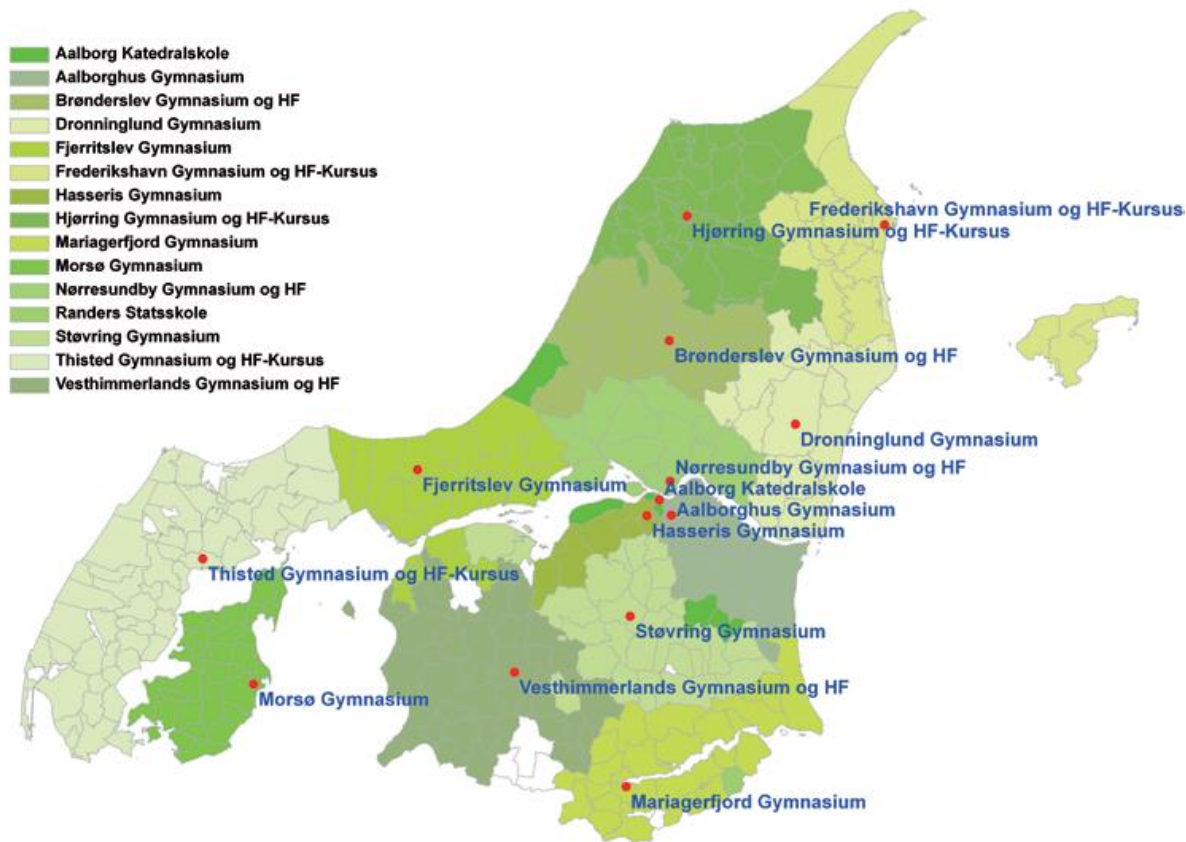 Aalborg Katedralskole
Aalborghus Gymnasium
Brønderslev Gymnasium og HF
Dronninglund Gymnasium
Fjerritslev Gymnasium
Frederikshavn Gymnasium og HF-Kursus
Hasseris Gymnasium
Hjørring Gymnasium og HF-Kursus
Mariagerfjord Gymnasium
Morsø Gymnasium
Nørresundby Gymnasium og HF
Randers Statsskole
Støvring Gymnasium
Thisted Gymnasium og HF-Kursus
Vesthimmerlands Gymnasium og HF
Frederikshavn Gymnasium og HF-Kursus
Hjørring Gymnasium og HF-Kursus
Brønderslev Gymnasium og HF
Dronninglund Gymnasium
Nørresundby Gymnasium og HF
Fjerritslev Gymnasium
Aalborg Katedralskole
Aalborghus Gymnasium
Hasseris Gymnasium
Thisted Gymnasium og HF-Kursus
Støvring Gymnasium
Vesthimmerlands Gymnasium og HF
Morsø Gymnasium
Mariagerfjord Gymnasium